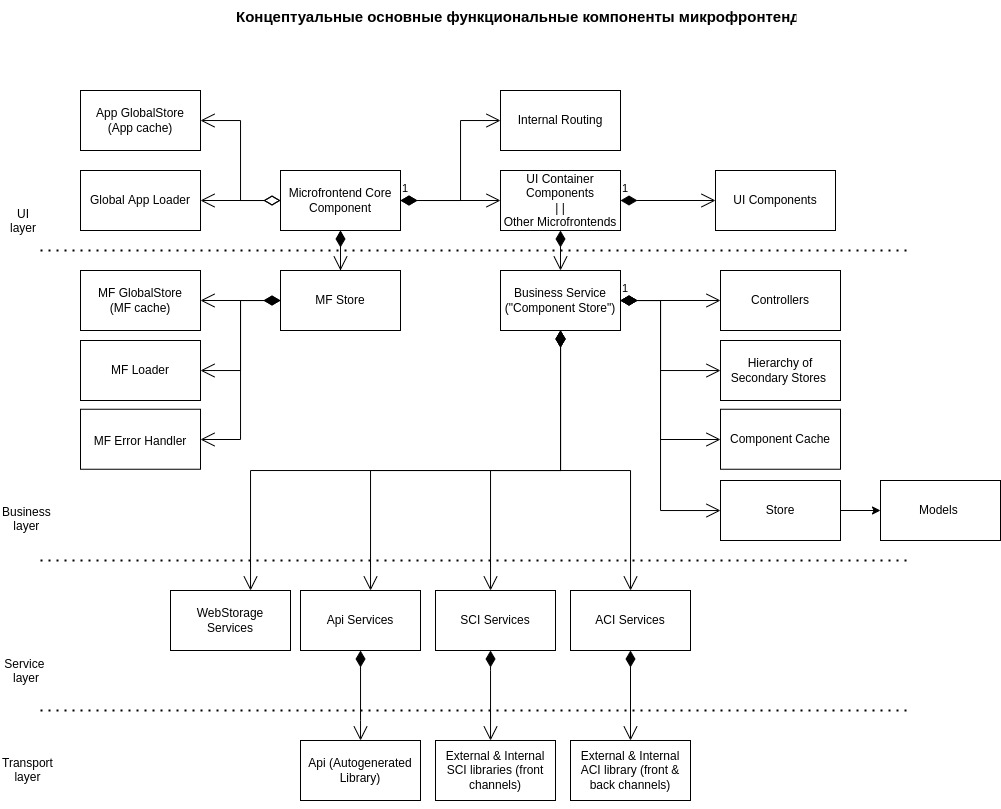 Концептуальные основные функциональные компоненты микрофронтенд
App GlobalStore
(App cache)
Internal Routing
Global App Loader
Microfrontend Core
Component
1
UI Container
Components
| |
Other Microfrontends
1
UI Components
UI
layer
MF GlobalStore
(MF cache)
MF Store
Business Service
("Component Store")
1
Controllers
MF Loader
Hierarchy of
Secondary Stores
MF Error Handler
Component Cache
Store
Models
Business
layer
WebStorage
Services
Api Services
SCI Services
ACI Services
Service
layer
Transport
layer
Api (Autogenerated
Library)
External & Internal
SCI libraries (front
channels)
External & Internal
ACI library (front &
back channels)